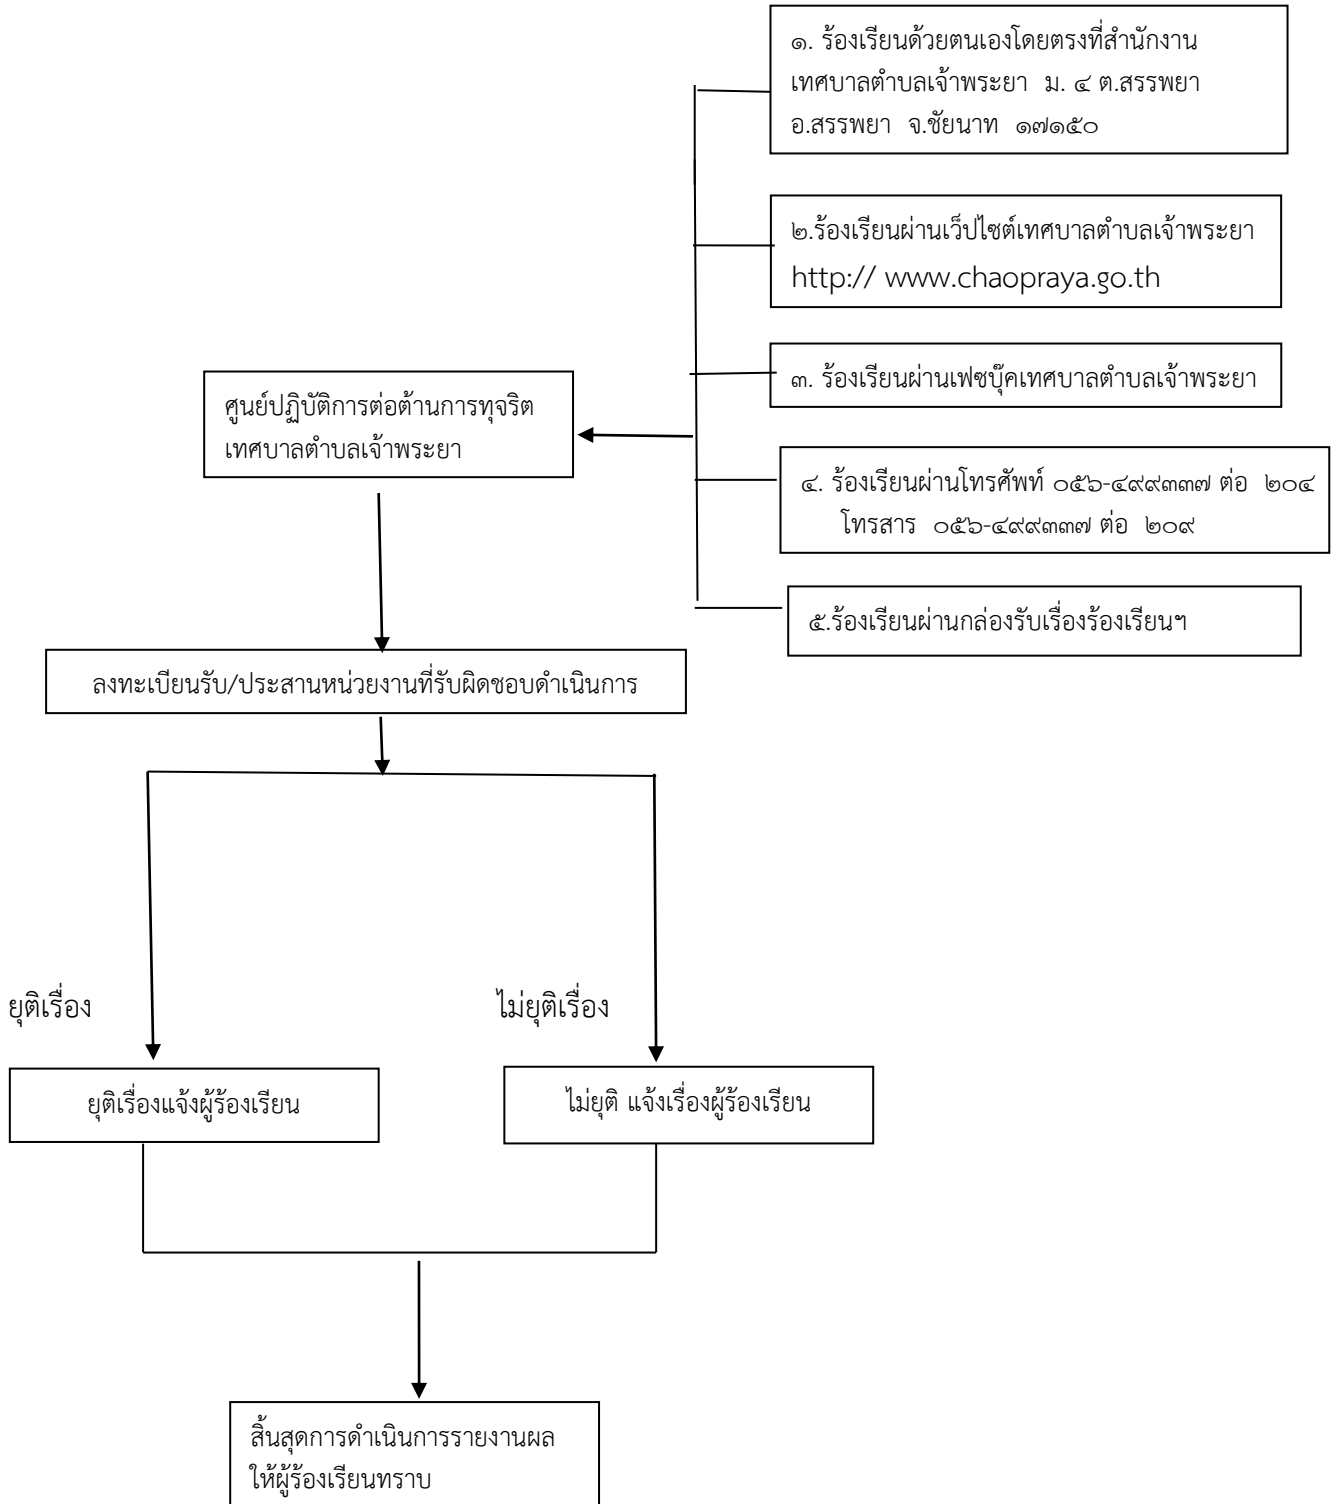 ๑. ร้องเรียนด้วยตนเองโดยตรงที่สำนักงาน
เทศบาลตำบลเจ้าพระยา ม. ๔ ต.สรรพยา
อ.สรรพยา จ.ชัยนาท ๑๗๑๕๐
๒.ร้องเรียนผ่านเว็ปไซต์เทศบาลตำบลเจ้าพระยา
http:// www.chaopraya.go.th
๓. ร้องเรียนผ่านเฟซบุ๊คเทศบาลตำบลเจ้าพระยา
ศูนย์ปฏิบัติการต่อต้านการทุจริต
เทศบาลตำบลเจ้าพระยา
๔. ร้องเรียนผ่านโทรศัพท์ ๐๕๖-๔๙๙๓๓๗ ต่อ ๒๐๔
โทรสาร ๐๕๖-๔๙๙๓๓๗ ต่อ ๒๐๙
๕.ร้องเรียนผ่านกล่องรับเรื่องร้องเรียนฯ
ลงทะเบียนรับ/ประสานหน่วยงานที่รับผิดชอบดำเนินการ
ยุติเรื่อง
ไม่ยุติเรื่อง
ยุติเรื่องแจ้งผู้ร้องเรียน
ไม่ยุติ แจ้งเรื่องผู้ร้องเรียน
สิ้นสุดการดำเนินการรายงานผล
ให้ผู้ร้องเรียนทราบ